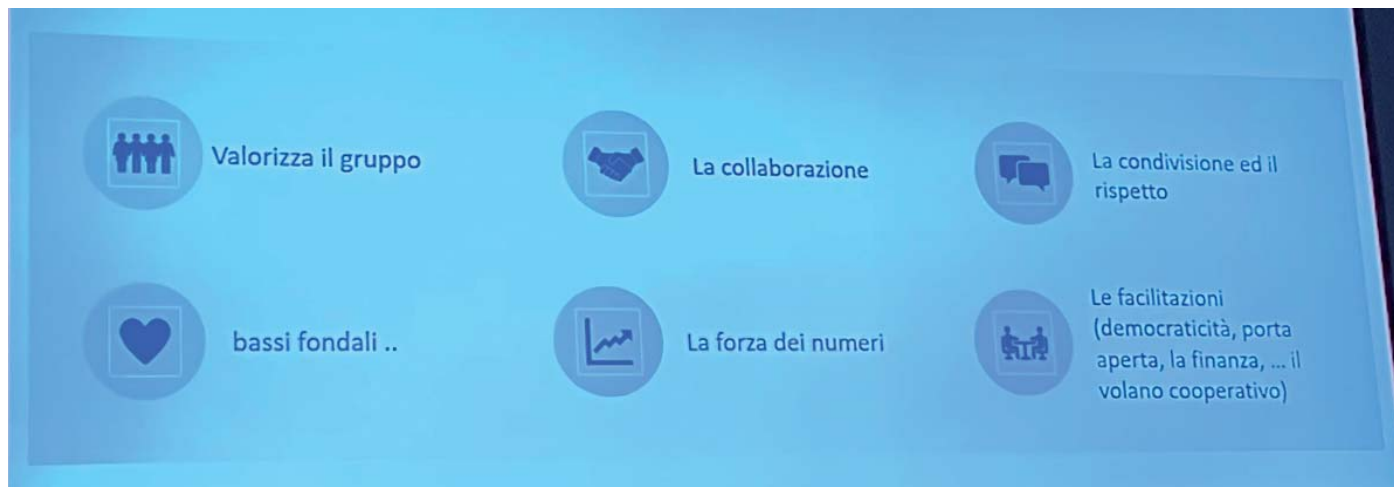 Valorizza il gruppo
La collaborazione
La condivisione ed il
rispetto
bassi fondali ..
La forza dei numeri
Le facilitazioni
(democraticità, porta
aperta, la finanza, ... il
volano cooperativo)